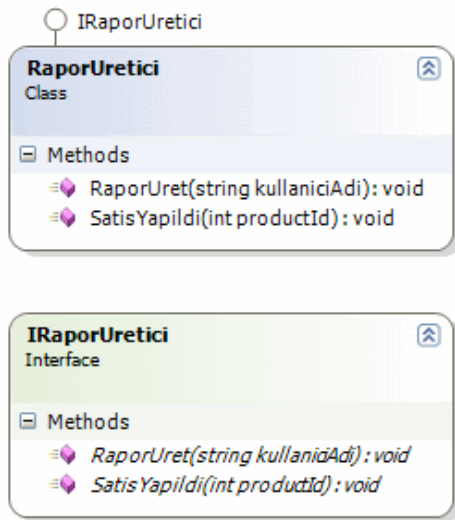 IRaporUretici
RaporUretici
Class
Methods
RaporUret(string kullaniciAdi) : void
SatisYapildi(int productId) : void
IRaporUretici
Interface
Methods
RaporUret(string kullaniciAdi) : void
SatisYapildi(int productId) : void